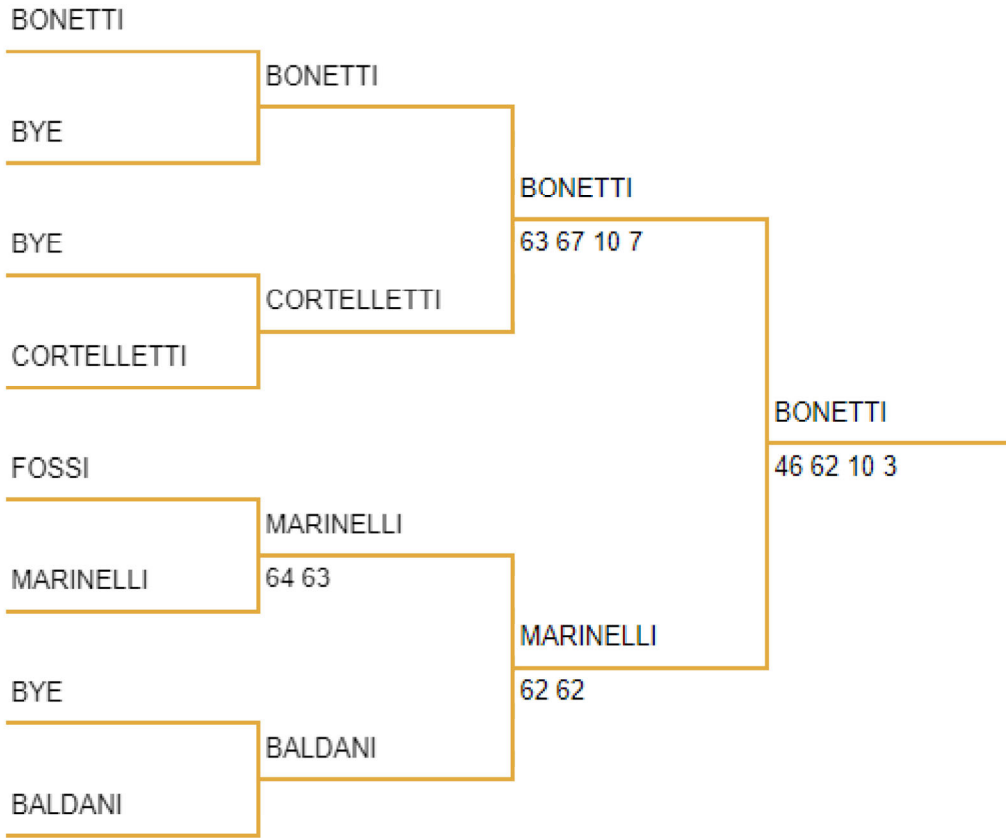 BONETTI
BONETTI
BYE
BONETTI
BYE
63 67 10 7
CORTELLETTI
CORTELLETTI
BONETTI
FOSSI
46 62 10 3
MARINELLI
MARINELLI
64 63
MARINELLI
BYE
62 62
BALDANI
BALDANI